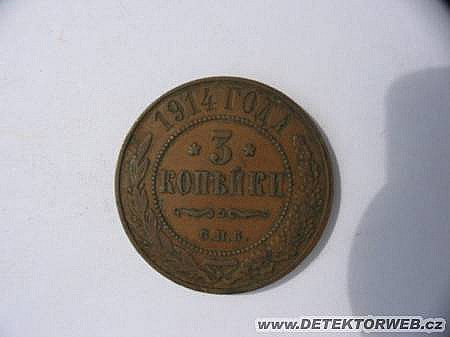 1914 ГОДА
* 3 *
КОПѢЙКИ
С.П.Б.
www.DETEKTORWEB.cz